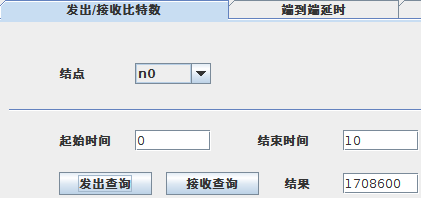 发出/接收比特数 端到端延时
结点 n0
起始时间 0 结束时间 10
发出查询 接收查询 结果 1708600